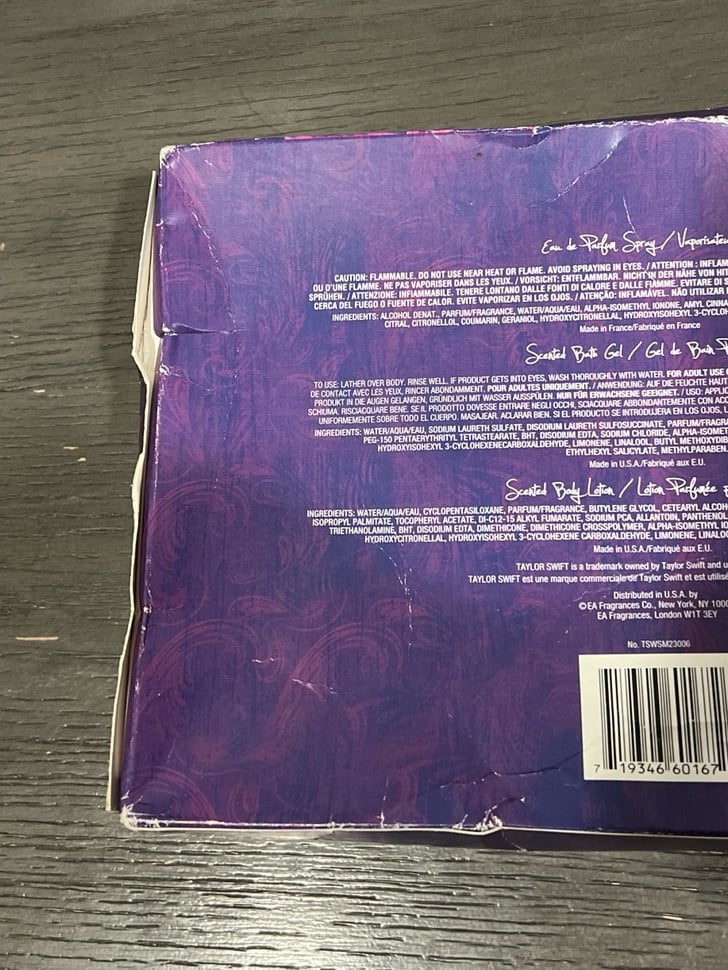 Eau de Parfum Spray / Vaporisateu
CAUTION: FLAMMABLE. DO NOT USE NEAR HEAT OR FLAME. AVOID SPRAYING IN EYES. / ATTENTION : INFLAM
OU D'UNE FLAMME. NE PAS VAPORISER DANS LES YEUX. / VORSICHT: ENTFLAMMBAR. NICHT IN DER NÄHE VON HIT
SPRÜHEN. / ATTENZIONE: INFIAMMABILE. TENERE LONTANO DALLE FONTI DI CALORE E DALLE FIAMME. EVITARE DI S
CERCA DEL FUEGO O FUENTE DE CALOR. EVITE VAPORIZAR EN LOS OJOS. / ATENÇÃO: INFLAMÁVEL. NÃO UTILIZAR
INGREDIENTS: ALCOHOL DENAT., PARFUM/FRAGRANCE, WATER/AQUA/EAU, ALPHA-ISOMETHYL IONONE, AMYL CINNA
CITRAL, CITRONELLOL, COUMARIN, GERANIOL, HYDROXYCITRONELLAL, HYDROXYISOHEXYL 3-CYCLOH
Made in France/Fabriqué en France
Scented Bath Gel / Gel de Bain P
TO USE: LATHER OVER BODY. RINSE WELL. IF PRODUCT GETS INTO EYES, WASH THOROUGHLY WITH WATER. FOR ADULT USE
DE CONTACT AVEC LES YEUX, RINCER ABONDAMMENT. POUR ADULTES UNIQUEMENT. / ANWENDUNG: AUF DIE FEUCHTE HAU
PRODUKT IN DIE AUGEN GELANGEN, GRÜNDLICH MIT WASSER AUSSPÜLEN. NUR FÜR ERWACHSENE GEEIGNET. / USO: APPLIC
SCHIUMA. RISCIACQUARE BENE. SE IL PRODOTTO DOVESSE ENTRARE NEGLI OCCHI, SCIACQUARE ABBONDANTEMENTE CON ACQ
UNIFORMEMENTE SOBRE TODO EL CUERPO. MASAJEAR. ACLARAR BIEN. SI EL PRODUCTO SE INTRODUJERA EN LOS OJOS, L
INGREDIENTS: WATER/AQUA/EAU, SODIUM LAURETH SULFATE, DISODIUM LAURETH SULFOSUCCINATE, PARFUM/FRAGRA
PEG-150 PENTAERYTHRITYL TETRASTEARATE, BHT, DISODIUM EDTA, SODIUM CHLORIDE, ALPHA-ISOMET
HYDROXYISOHEXYL 3-CYCLOHEXENECARBOXALDEHYDE, LIMONENE, LINALOOL, BUTYL METHOXYDIBEN
ETHYLHEXYL SALICYLATE, METHYLPARABEN,
Made in U.S.A./Fabriqué aux E.U.
Scented Body Lotion / Lotion Parfumée p
INGREDIENTS: WATER/AQUA/EAU, CYCLOPENTASILOXANE, PARFUM/FRAGRANCE, BUTYLENE GLYCOL, CETEARYL ALCOH
ISOPROPYL PALMITATE, TOCOPHERYL ACETATE, DI-C12-15 ALKYL FUMARATE, SODIUM PCA, ALLANTOIN, PANTHENOL
TRIETHANOLAMINE, BHT, DISODIUM EDTA, DIMETHICONE, DIMETHICONE CROSSPOLYMER, ALPHA-ISOMETHYL IO
HYDROXYCITRONELLAL, HYDROXYISOHEXYL 3-CYCLOHEXENE CARBOXALDEHYDE, LIMONENE, LINALOO
Made in U.S.A./Fabriqué aux E.U.
TAYLOR SWIFT is a trademark owned by Taylor Swift and u
TAYLOR SWIFT est une marque commerciale de Taylor Swift et est utilisé
Distributed in U.S.A. by
© EA Fragrances Co., New York, NY 100
EA Fragrances, London W1T 3EY
No. TSWSM23006
7 19346 60167